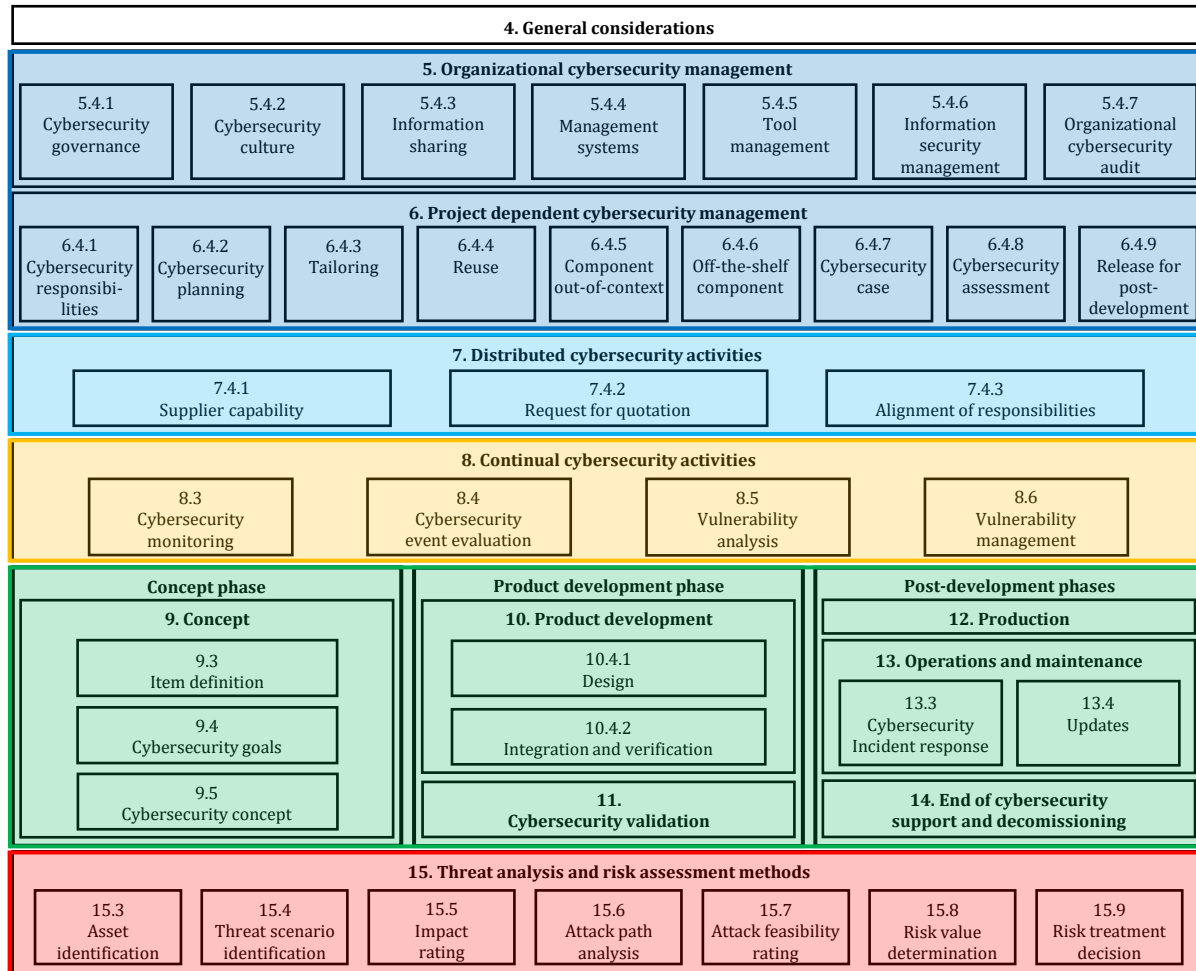 4. General considerations
5. Organizational cybersecurity management
5.4.1
Cybersecurity
governance
5.4.2
Cybersecurity
culture
5.4.3
Information
sharing
5.4.4
Management
systems
5.4.5
Tool
management
5.4.6
Information
security
management
5.4.7
Organizational
cybersecurity
audit
6. Project dependent cybersecurity management
6.4.1
Cybersecurity
responsibi-
lities
6.4.2
Cybersecurity
planning
6.4.3
Tailoring
6.4.4
Reuse
6.4.5
Component
out-of-context
6.4.6
Off-the-shelf
component
6.4.7
Cybersecurity
case
6.4.8
Cybersecurity
assessment
6.4.9
Release for
post-
development
7. Distributed cybersecurity activities
7.4.1
Supplier capability
7.4.2
Request for quotation
7.4.3
Alignment of responsibilities
8. Continual cybersecurity activities
8.3
Cybersecurity
monitoring
8.4
Cybersecurity
event evaluation
8.5
Vulnerability
analysis
8.6
Vulnerability
management
Concept phase
9. Concept
9.3
Item definition
9.4
Cybersecurity goals
9.5
Cybersecurity concept
Product development phase
10. Product development
10.4.1
Design
10.4.2
Integration and verification
11.
Cybersecurity validation
Post-development phases
12. Production
13. Operations and maintenance
13.3
Cybersecurity
Incident response
13.4
Updates
14. End of cybersecurity
support and decomissioning
15. Threat analysis and risk assessment methods
15.3
Asset
identification
15.4
Threat scenario
identification
15.5
Impact
rating
15.6
Attack path
analysis
15.7
Attack feasibility
rating
15.8
Risk value
determination
15.9
Risk treatment
decision